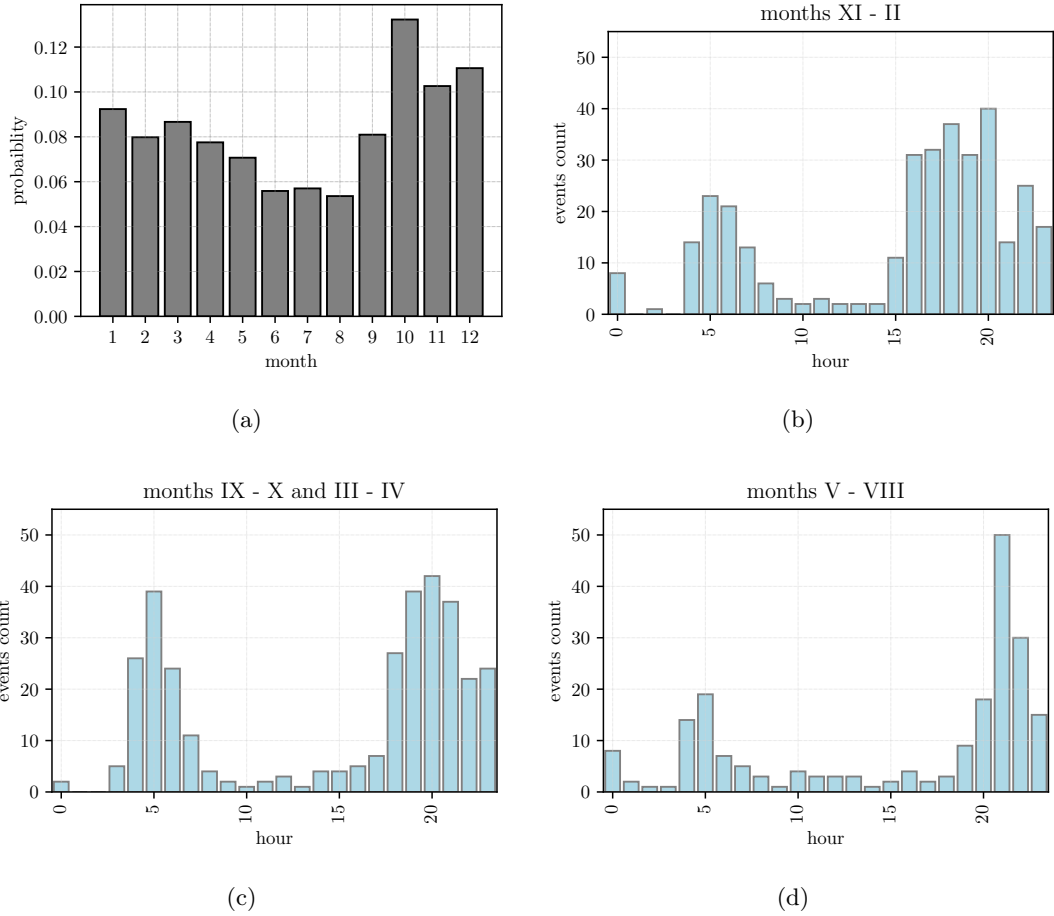 0.12
0.10
0.08
0.06
0.04
0.02
0.00
probaiblity
1 2 3 4 5 6 7 8 9 10 11 12
month
(a)
months XI - II
50
40
30
20
10
0
events count
0 5 10 15 20
hour
(b)
months IX - X and III - IV
50
40
30
20
10
0
events count
0 5 10 15 20
hour
(c)
months V - VIII
50
40
30
20
10
0
events count
0 5 10 15 20
hour
(d)